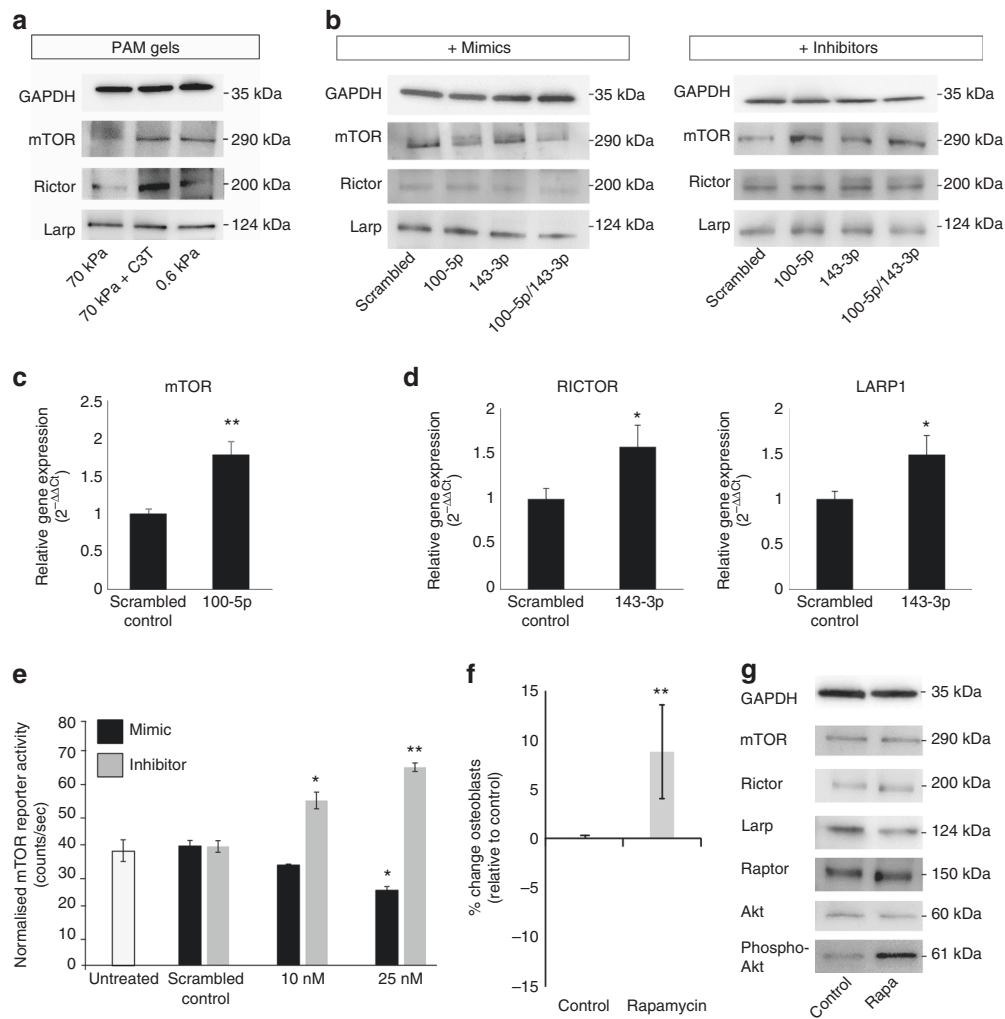 a
PAM gels
GAPDH
-35 kDa
mTOR
-290 kDa
Rictor
-200 kDa
Larp
-124 kDa
70 kPa
70 kPa + C3T
0.6 kPa
b
+ Mimics
GAPDH
-35 kDa
mTOR
-290 kDa
Rictor
-200 kDa
Larp
-124 kDa
Scrambled
100-5p
143-3p
100–5p/143-3p
+ Inhibitors
GAPDH
-35 kDa
mTOR
-290 kDa
Rictor
-200 kDa
Larp
-124 kDa
Scrambled
100-5p
143-3p
100-5p/143-3p
c
mTOR
Relative gene expression
(2−ΔΔCt)
2.5
2
1.5
1
0.5
0
**
Scrambled
control
100-5p
d
RICTOR
Relative gene expression
(2−ΔΔCt)
2
1.5
1
0.5
0
*
Scrambled
control
143-3p
LARP1
Relative gene expression
(2−ΔΔCt)
2
1.5
1
0.5
0
*
Scrambled
control
143-3p
e
Normalised mTOR reporter activity
(counts/sec)
80
70
60
50
40
30
20
10
0
Mimic
Inhibitor
*
*
**
Untreated
Scrambled
control
10 nM
25 nM
f
% change osteoblasts
(relative to control)
15
10
5
0
−5
−10
−15
**
Control
Rapamycin
g
GAPDH
- 35 kDa
mTOR
- 290 kDa
Rictor
- 200 kDa
Larp
- 124 kDa
Raptor
- 150 kDa
Akt
- 60 kDa
Phospho-
Akt
- 61 kDa
Control
Rapa